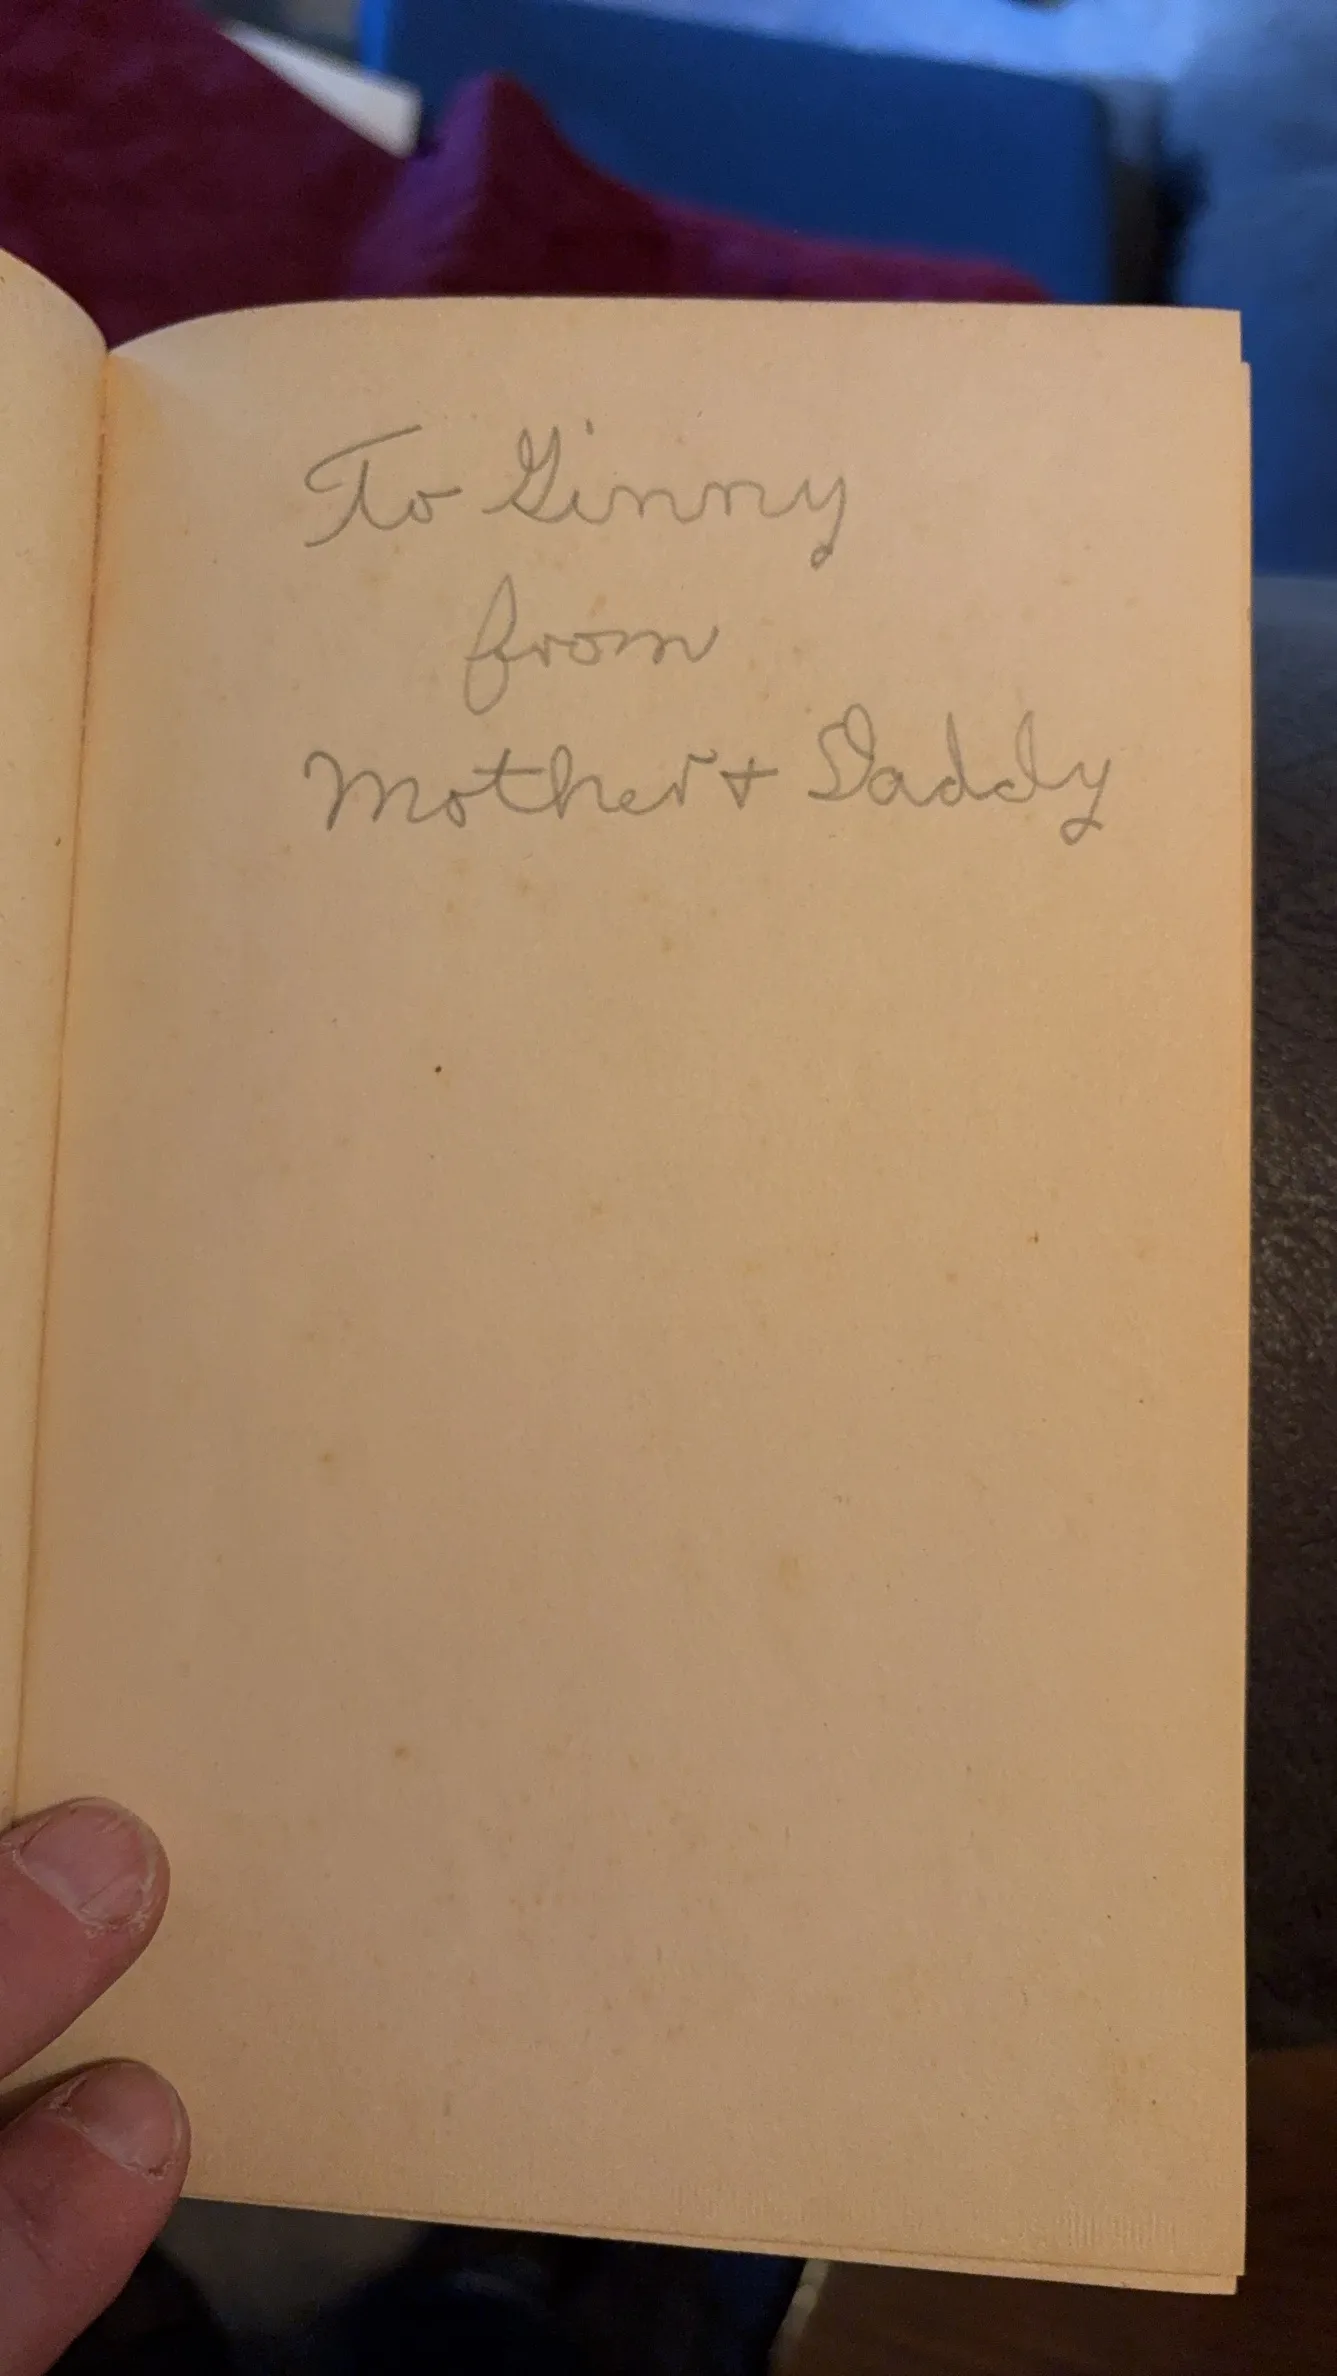 To Ginny
from
Mother + Daddy